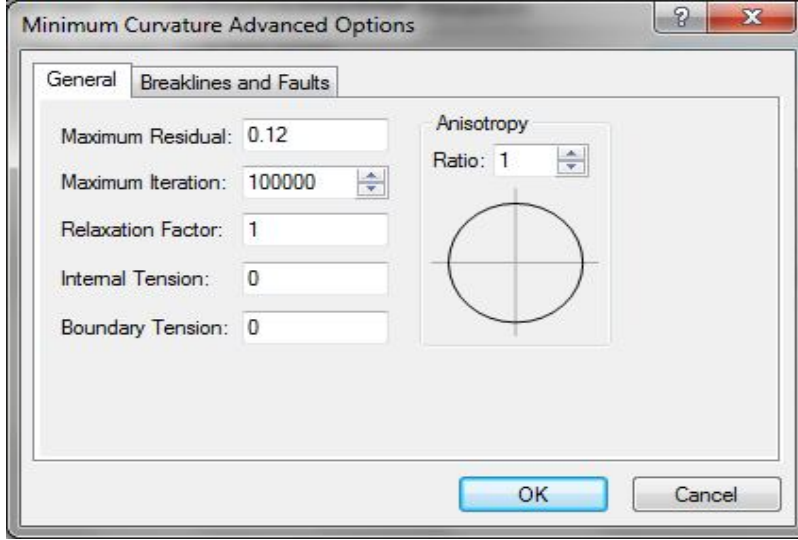 Minimum Curvature Advanced Options
?
General
Breaklines and Faults
Maximum Residual: 0.12
Maximum Iteration: 100000
Relaxation Factor: 1
Internal Tension: 0
Boundary Tension: 0
Anisotropy
Ratio: 1
OK
Cancel